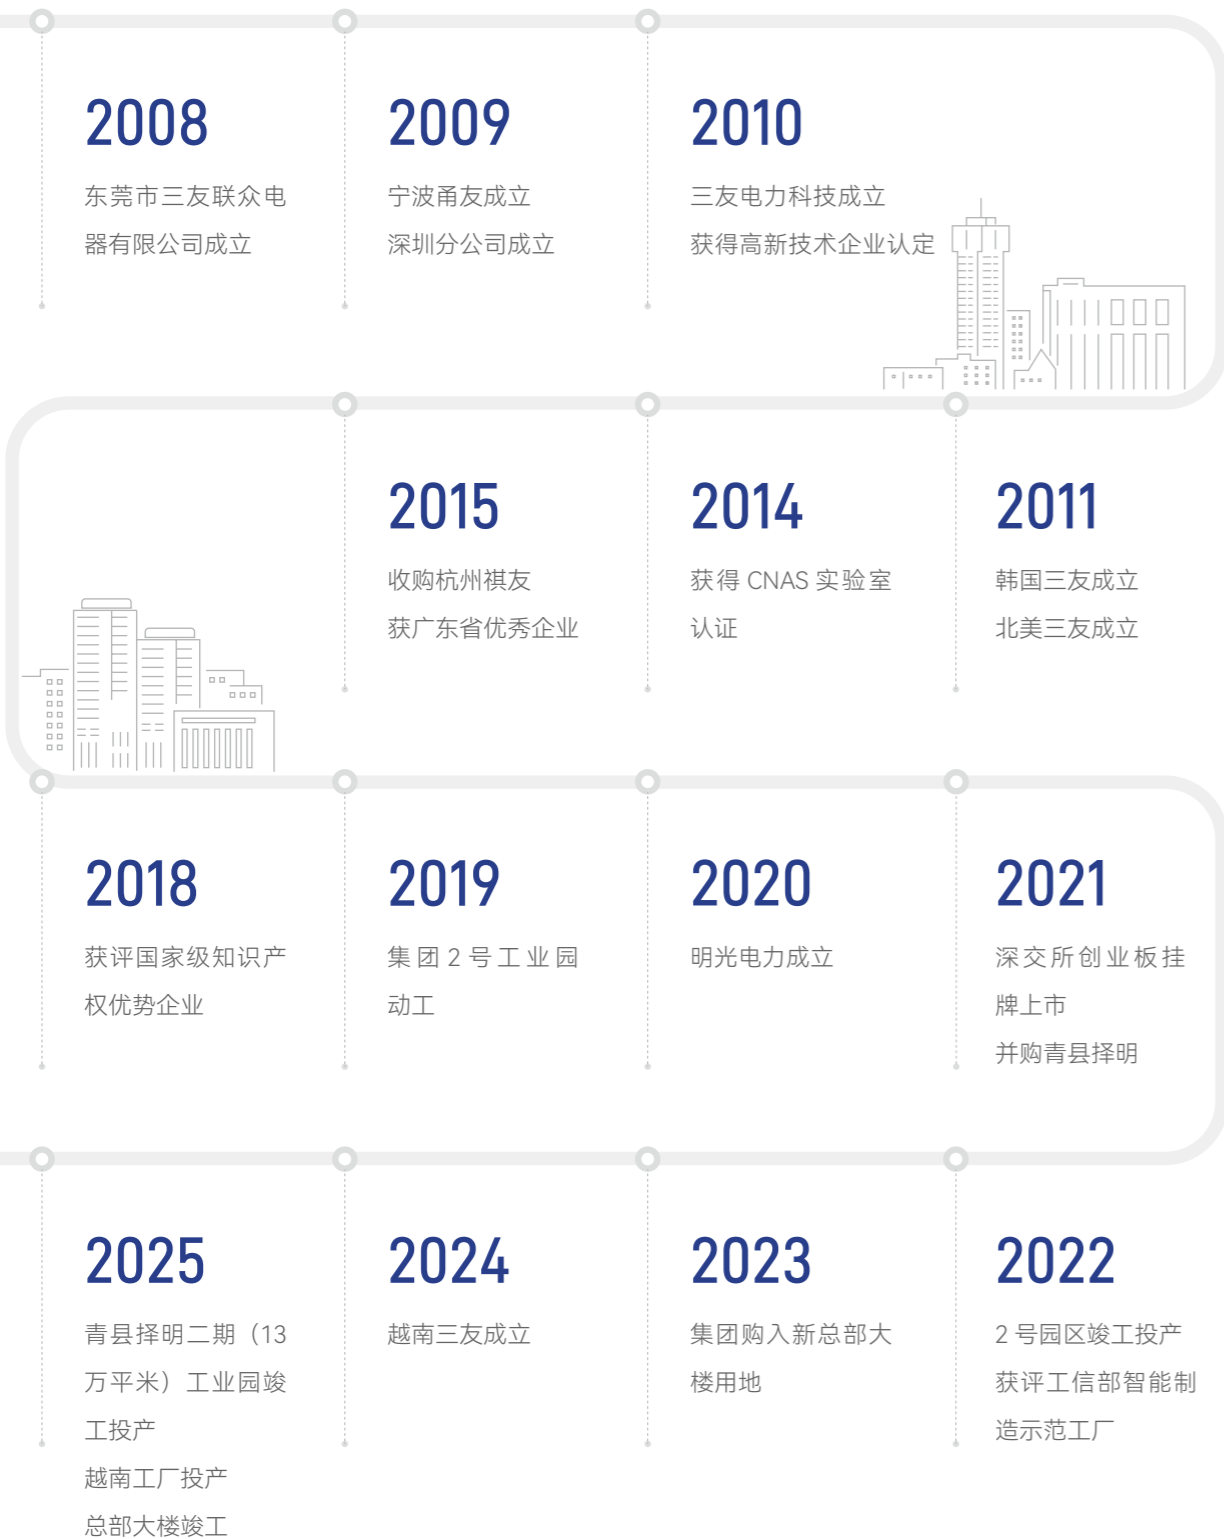 2008
东莞市三友联众电
器有限公司成立
2009
宁波甬友成立
深圳分公司成立
2010
三友电力科技成立
获得高新技术企业认定
2011
韩国三友成立
北美三友成立
2014
获得 CNAS 实验室
认证
2015
收购杭州祺友
获广东省优秀企业
2018
获评国家级知识产
权优势企业
2019
集团 2 号工业园
动工
2020
明光电力成立
2021
深交所创业板挂
牌上市
并购青县择明
2022
2 号园区竣工投产
获评工信部智能制
造示范工厂
2023
集团购入新总部大
楼用地
2024
越南三友成立
2025
青县择明二期（13
万平米）工业园竣
工投产
越南工厂投产
总部大楼竣工